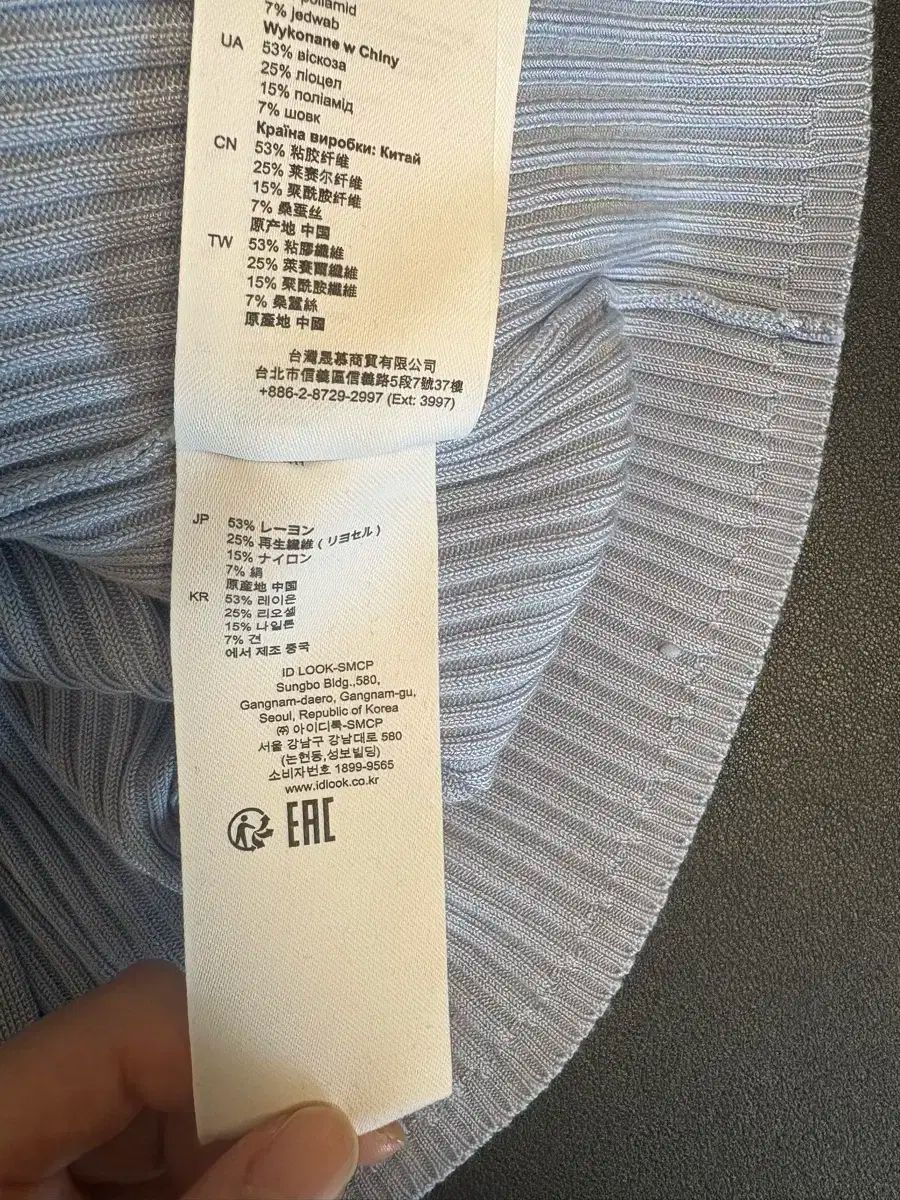 poliamid
7% jedwab
Wykonane w Chiny
UA
53% віскоза
25% ліоцел
15% поліамід
7% шовк
Країна виробки: Китай
CN
53% 粘胶纤维
25% 莱赛尔纤维
15% 聚酰胺纤维
7% 桑蚕丝
原产地 中国
TW
53% 粘膠纖維
25% 萊賽爾纖維
15% 聚酰胺纖維
7% 桑蠶絲
原產地 中國
台灣晟慕商貿有限公司
台北市信義區信義路5段7號37樓
+886-2-8729-2997 (Ext: 3997)
JP
53% レーヨン
25% 再生繊維 ( リヨセル )
15% ナイロン
7% 絹
原産地 中国
KR
53% 레이온
25% 리오셀
15% 나일론
7% 견
에서 제조 중국
ID LOOK-SMCP
Sungbo Bldg.,580,
Gangnam-daero, Gangnam-gu,
Seoul, Republic of Korea
㈜ 아이디룩-SMCP
서울 강남구 강남대로 580
(논현동,성보빌딩)
소비자번호 1899-9565
www.idlook.co.kr
EAC